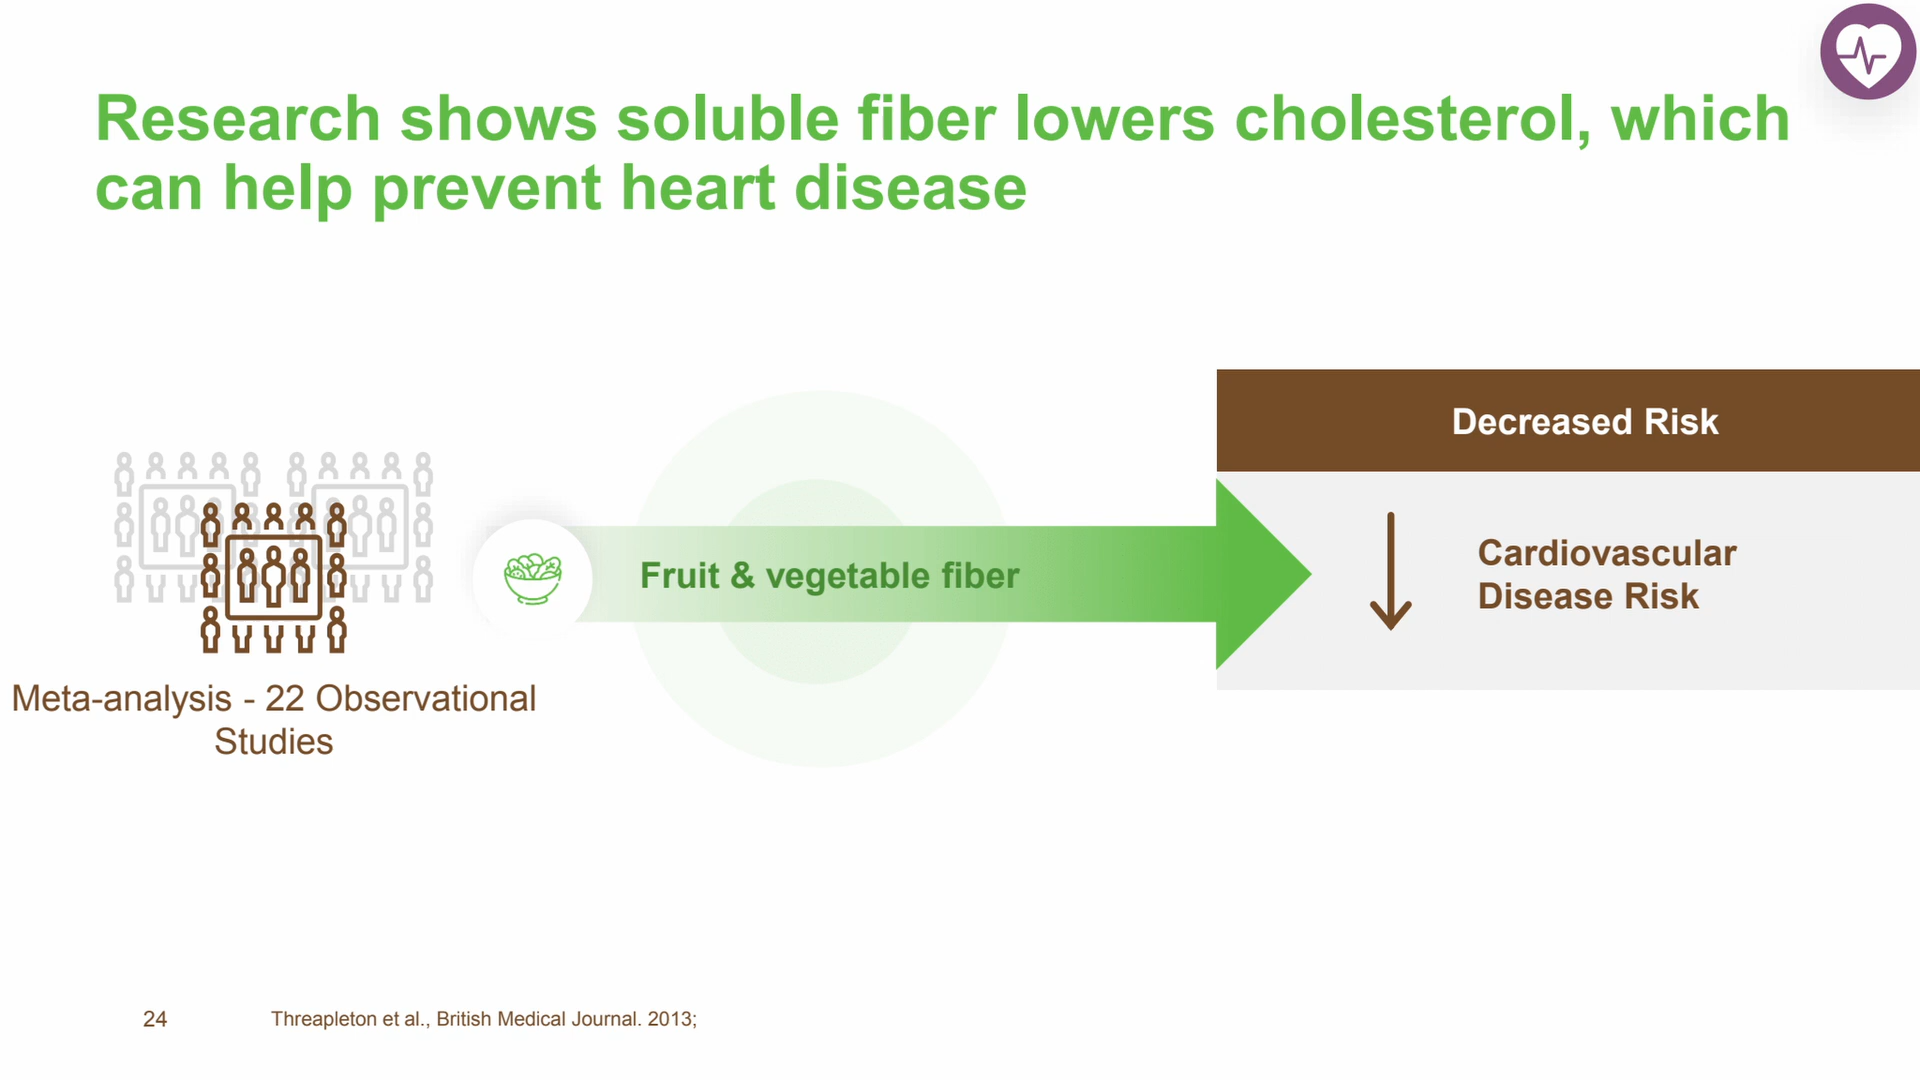 Research shows soluble fiber lowers cholesterol, which
can help prevent heart disease
Decreased Risk
Fruit & vegetable fiber
Cardiovascular
Disease Risk
Meta-analysis - 22 Observational
Studies
24
Threapleton et al., British Medical Journal. 2013;